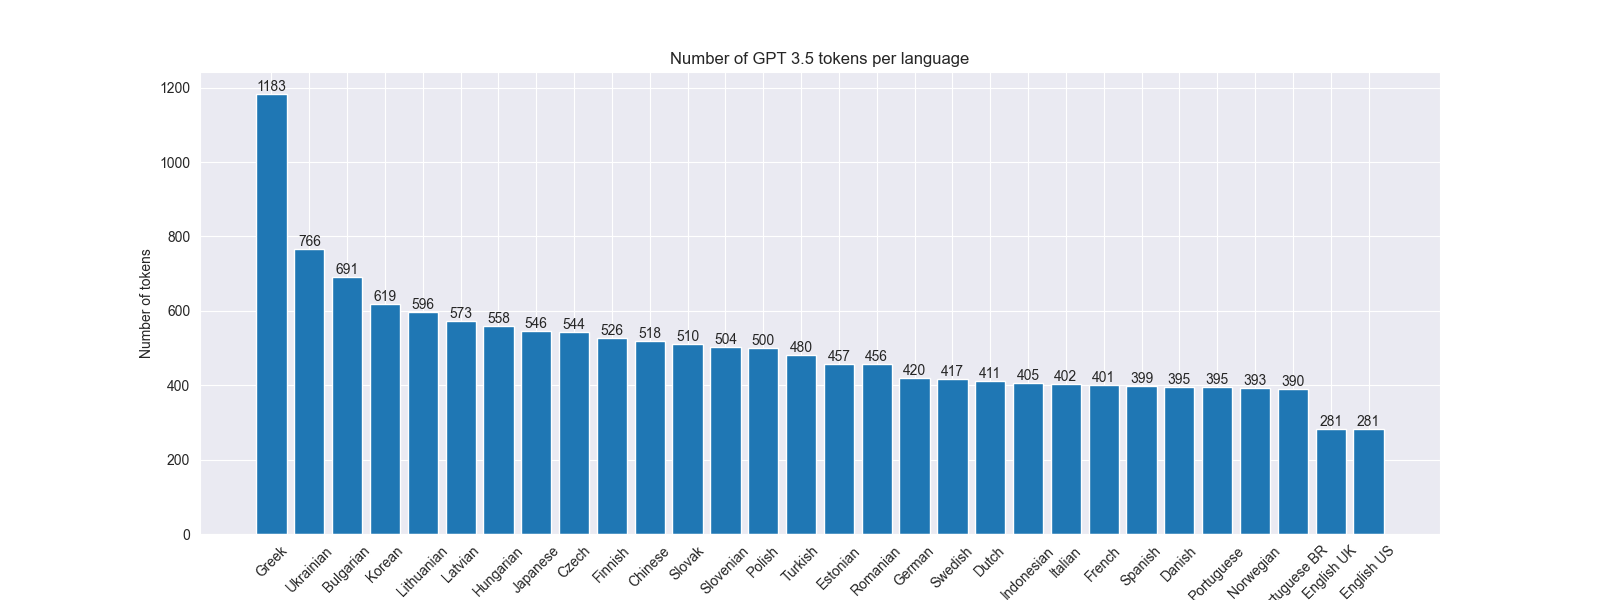 Number of GPT 3.5 tokens per language
Number of tokens
1200
1000
800
600
400
200
0
1183
766
691
619
596
573
558
546
544
526
518
510
504
500
480
457
456
420
417
411
405
402
401
399
395
395
393
390
281
281
Greek
Ukrainian
Bulgarian
Korean
Lithuanian
Latvian
Hungarian
Japanese
Czech
Finnish
Chinese
Slovak
Slovenian
Polish
Turkish
Estonian
Romanian
German
Swedish
Dutch
Indonesian
Italian
French
Spanish
Danish
Portuguese
Norwegian
rtuguese BR
English UK
English US